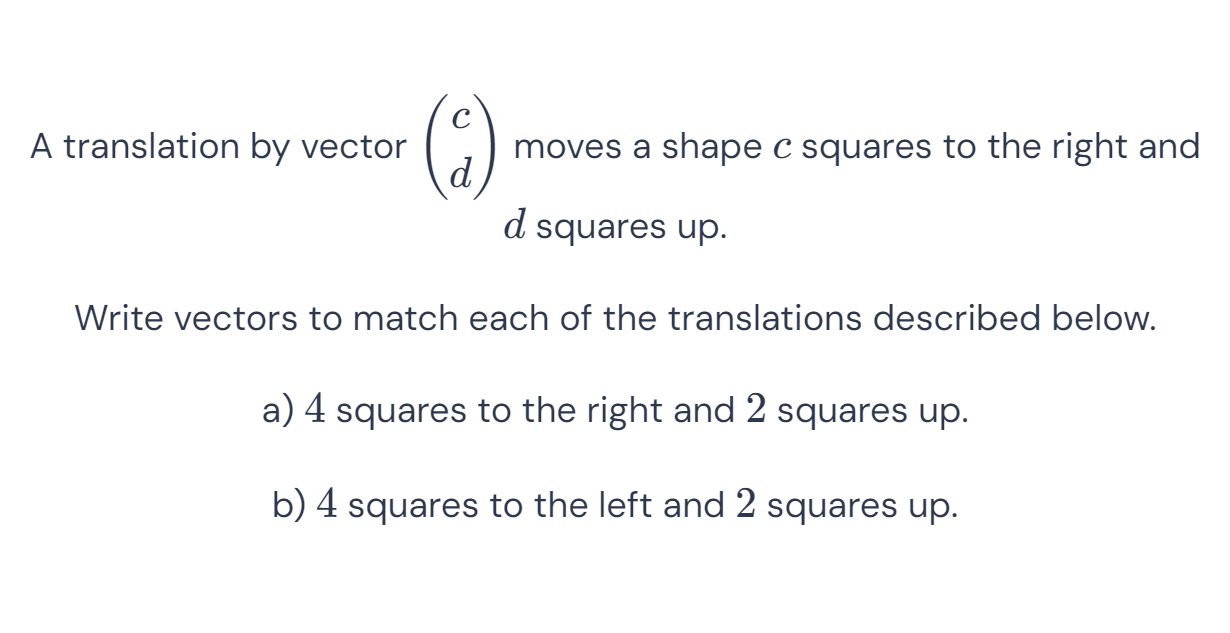 A translation by vector $\begin{pmatrix} c \\ d \end{pmatrix}$ moves a shape $c$ squares to the right and
$d$ squares up.
Write vectors to match each of the translations described below.
a) 4 squares to the right and 2 squares up.
b) 4 squares to the left and 2 squares up.